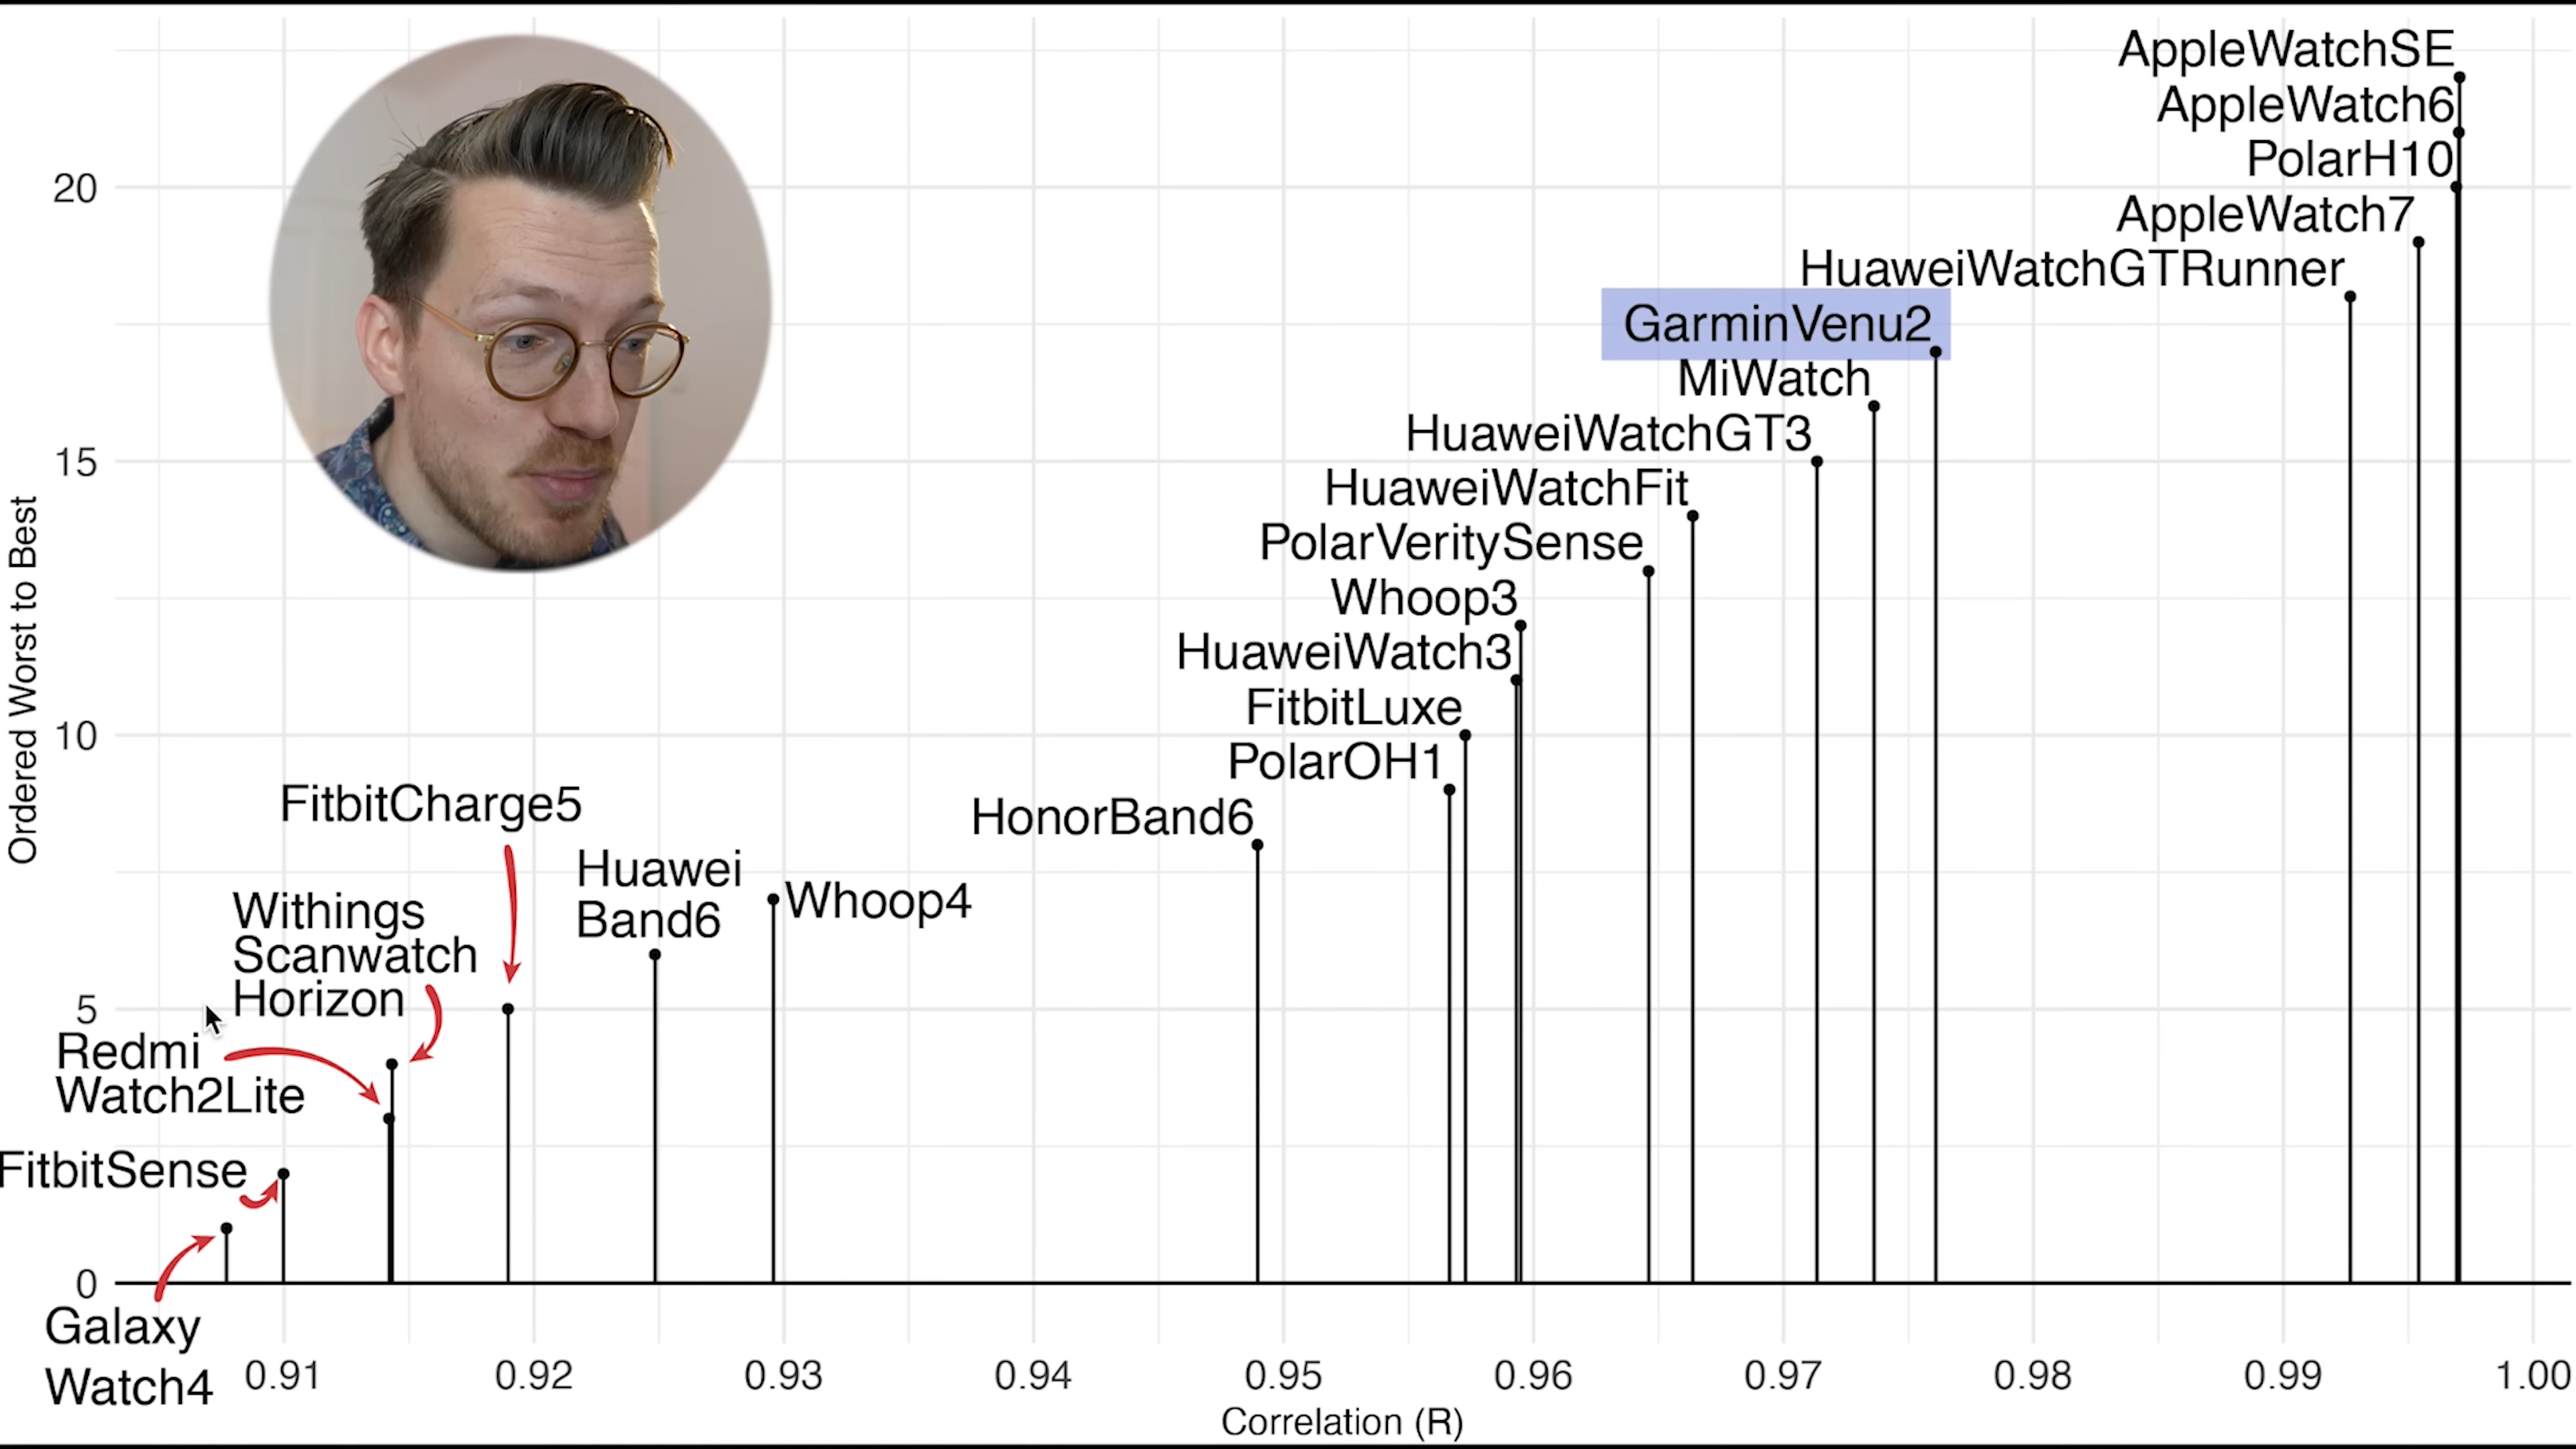 AppleWatchSE
AppleWatch6
PolarH10
20
AppleWatch7
HuaweiWatchGTRunner
GarminVenu2
MiWatch
15
HuaweiWatchGT3
HuaweiWatchFit
PolarVeritySense
Whoop3
HuaweiWatch3
FitbitLuxe
10
PolarOH1
Ordered Worst to Best
FitbitCharge5
HonorBand6
Huawei
Band6
Whoop4
Withings
Scanwatch
Horizon
5
Redmi
Watch2Lite
FitbitSense
0
Galaxy
Watch4
0.91 0.92 0.93 0.94 0.95 0.96 0.97 0.98 0.99 1.00
Correlation (R)